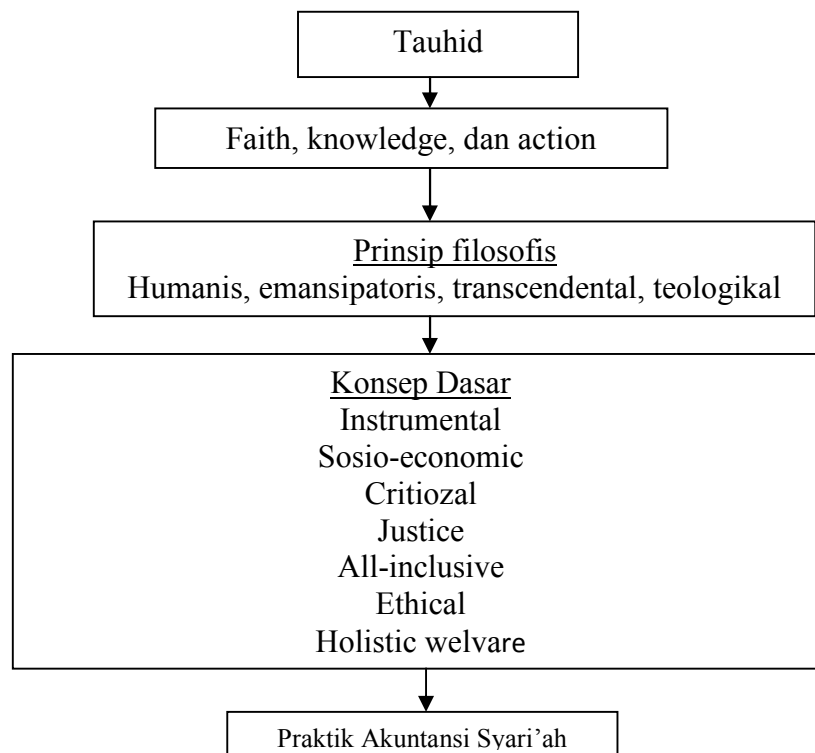 Tauhid
Faith, knowledge, dan action
Prinsip filosofis
Humanis, emansipatoris, transcendental, teologikal
Konsep Dasar
Instrumental
Sosio-economic
Critiozal
Justice
All-inclusive
Ethical
Holistic welvare
Praktik Akuntansi Syari’ah